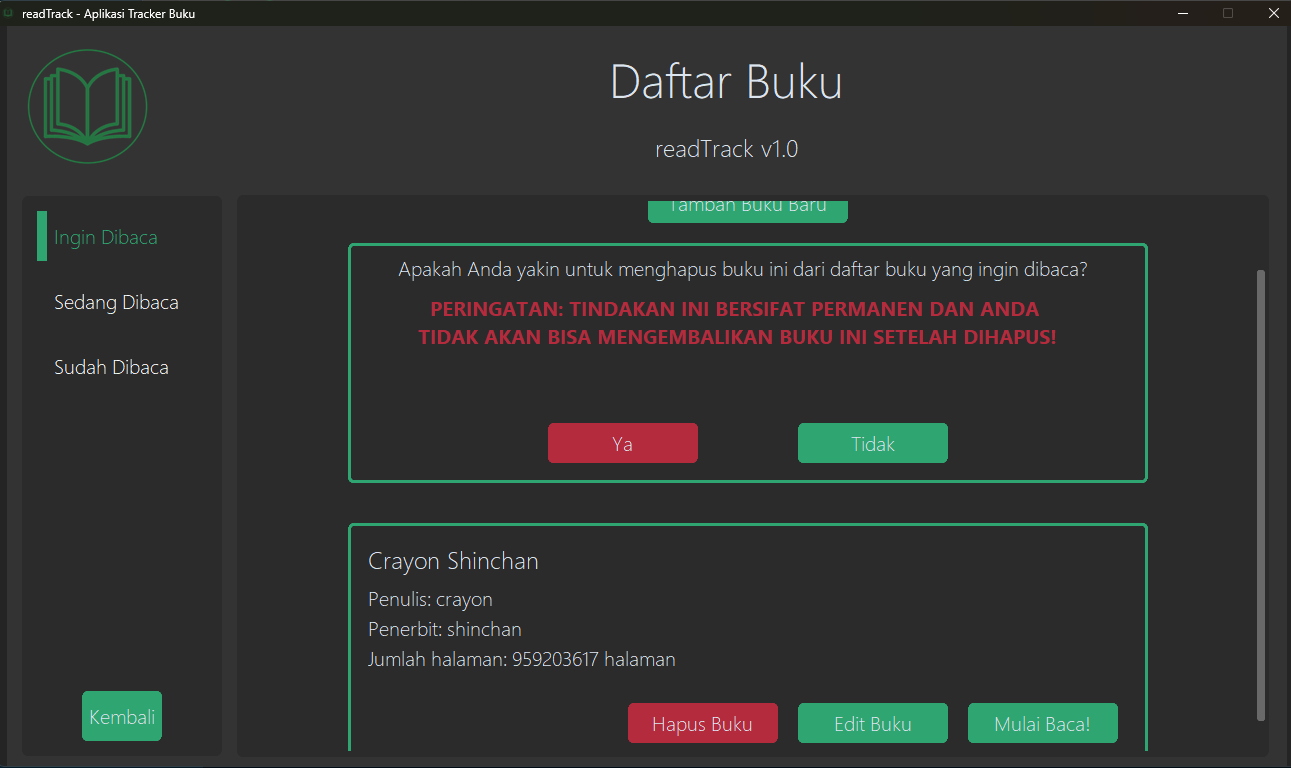 readTrack - Aplikasi Tracker Buku
Daftar Buku
readTrack v1.0
Ingin Dibaca
Sedang Dibaca
Sudah Dibaca
Kembali
Tambah Buku Baru
Apakah Anda yakin untuk menghapus buku ini dari daftar buku yang ingin dibaca?
PERINGATAN: TINDAKAN INI BERSIFAT PERMANEN DAN ANDA
TIDAK AKAN BISA MENGEMBALIKAN BUKU INI SETELAH DIHAPUS!
Ya
Tidak
Crayon Shinchan
Penulis: crayon
Penerbit: shinchan
Jumlah halaman: 959203617 halaman
Hapus Buku
Edit Buku
Mulai Baca!